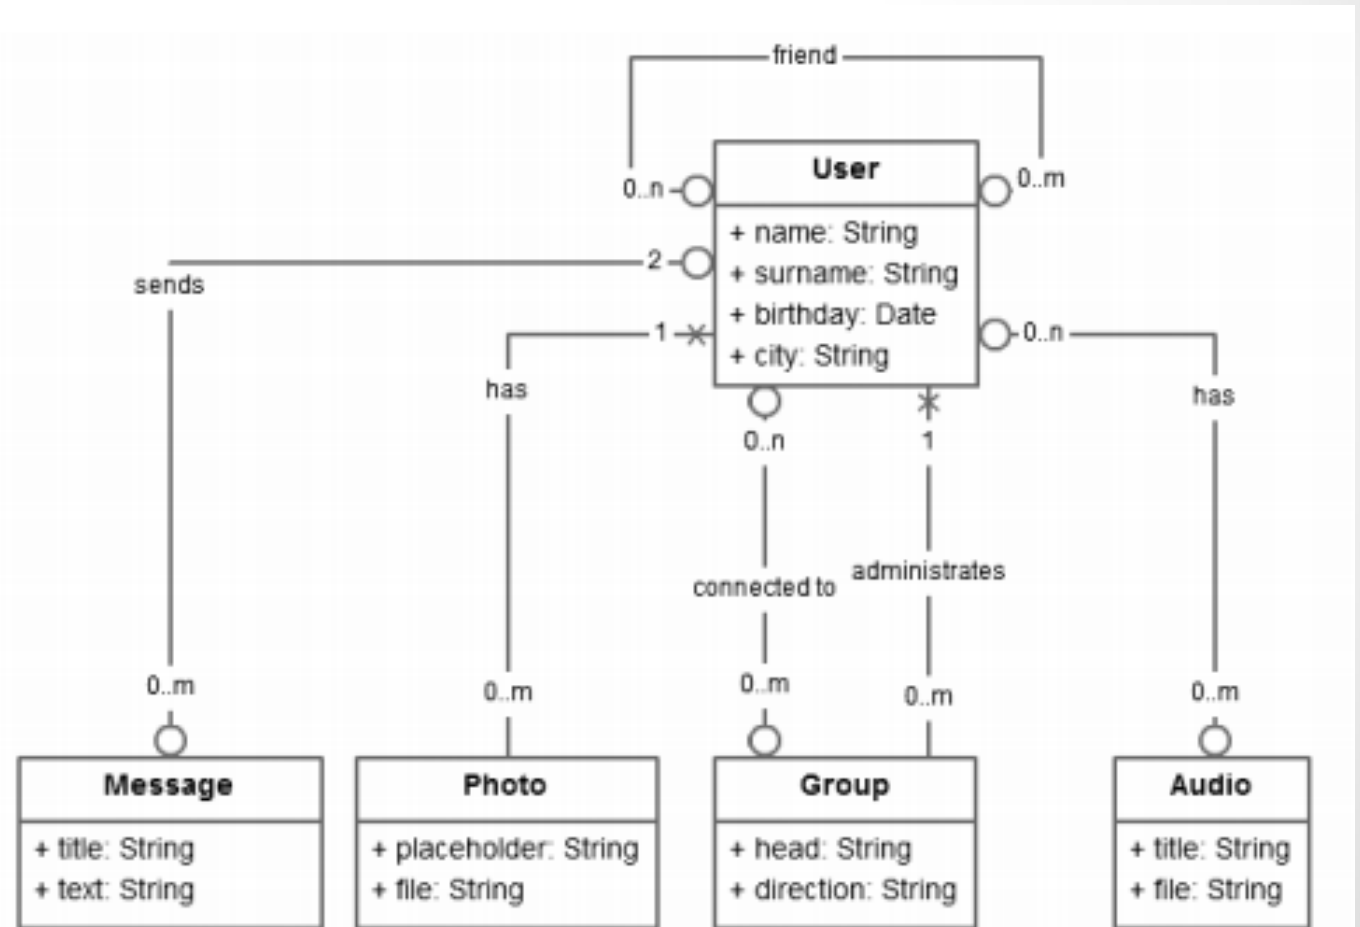 friend
User
0..n
0..m
+ name: String
2
+ surname: String
sends
+ birthday: Date
1
0..n
+ city: String
has
has
0..n
1
connected to
administrates
0..m
0..m
0..m
0..m
0..m
Message
+ title: String
+ text: String
Photo
+ placeholder: String
+ file: String
Group
+ head: String
+ direction: String
Audio
+ title: String
+ file: String